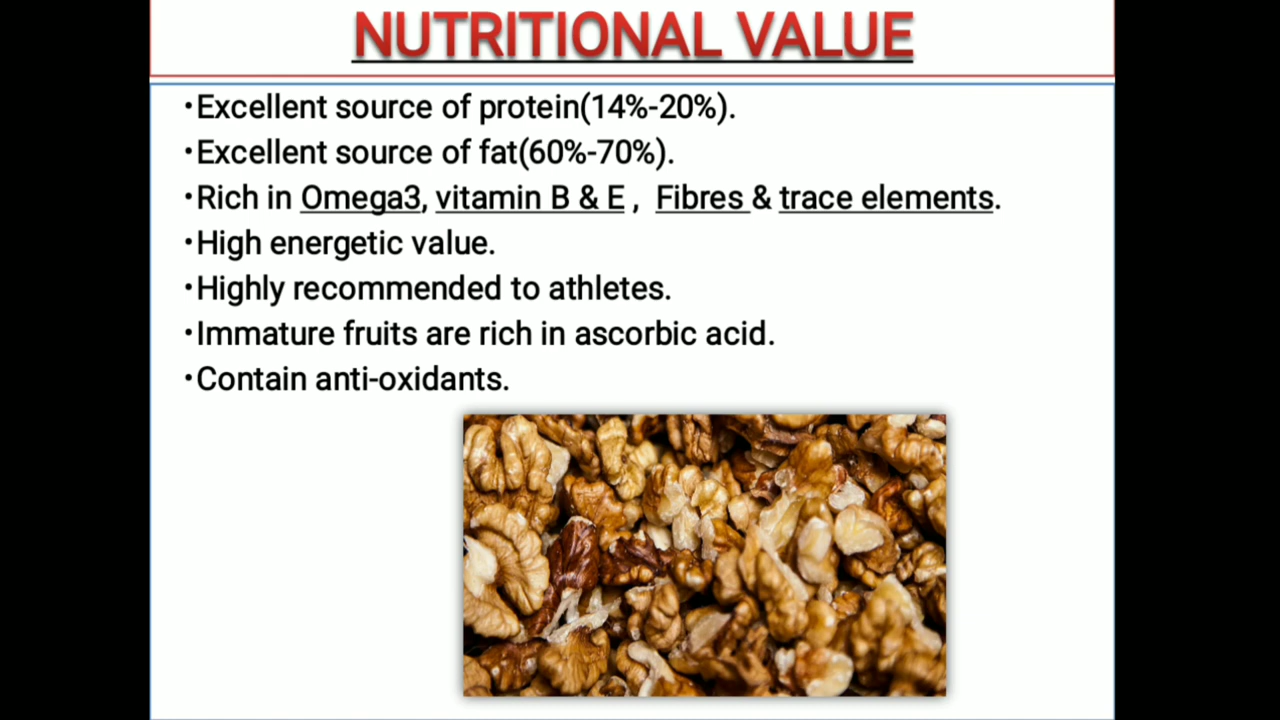 NUTRITIONAL VALUE
•Excellent source of protein(14%-20%).
•Excellent source of fat(60%-70%).
•Rich in Omega3, vitamin B & E , Fibres & trace elements.
•High energetic value.
•Highly recommended to athletes.
•Immature fruits are rich in ascorbic acid.
•Contain anti-oxidants.